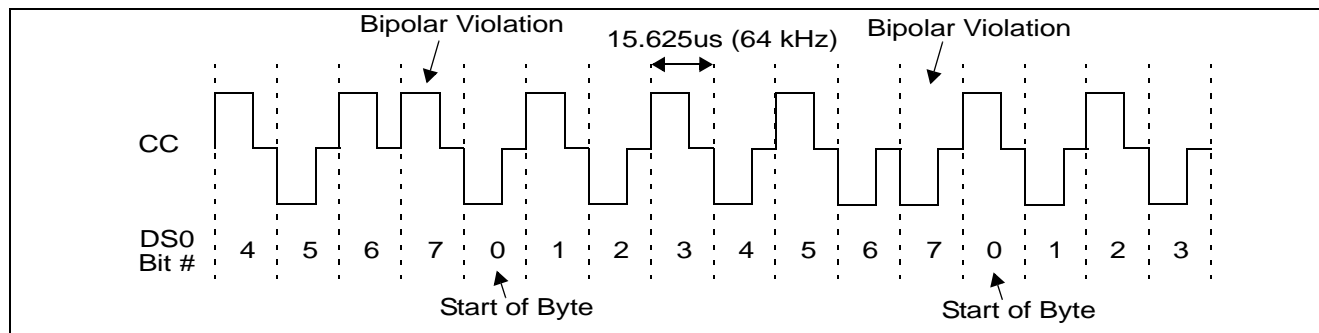 Bipolar Violation
15.625us (64 kHz)
Bipolar Violation
CC
DS0
Bit #
4 5 6 7 0 1 2 3 4 5 6 7 0 1 2 3
Start of Byte
Start of Byte